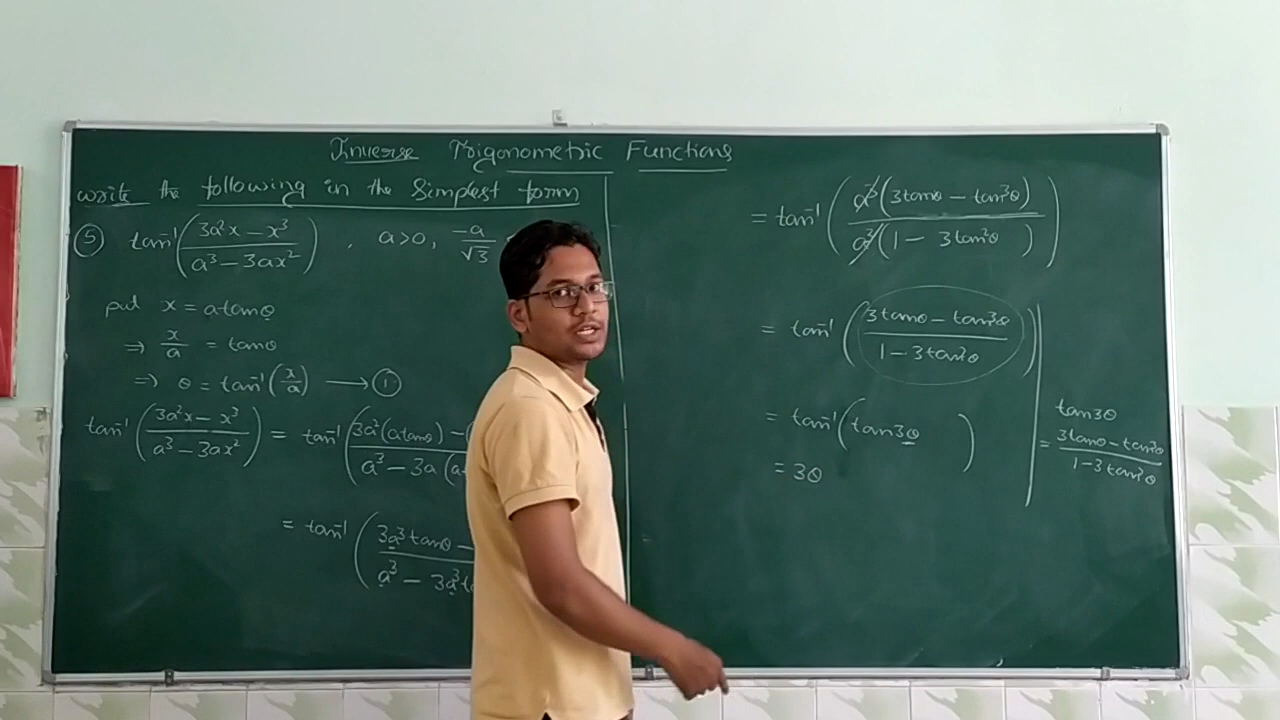 Inverse Trigonometric Functions
write the following in the Simplest form
⑤ tan⁻¹((3a²x − x³)/(a³ − 3ax²)) , a>0, −a/√3
put x = a tanθ
⇒ x/a = tanθ
⇒ θ = tan⁻¹(x/a) ⟶ ①
tan⁻¹((3a²x − x³)/(a³ − 3ax²)) = tan⁻¹(3a²(a tanθ) − (/a³ − 3a(a
= tan⁻¹(3a³tanθ −/a³ − 3a³t
= tan⁻¹(a³(3tanθ − tan³θ)/a³(1 − 3tan²θ))
= tan⁻¹((3tanθ − tan³θ)/(1 − 3tan²θ))
= tan⁻¹(tan3θ)
= 3θ
tan3θ
= (3tanθ − tan³θ)/(1 − 3tan²θ)